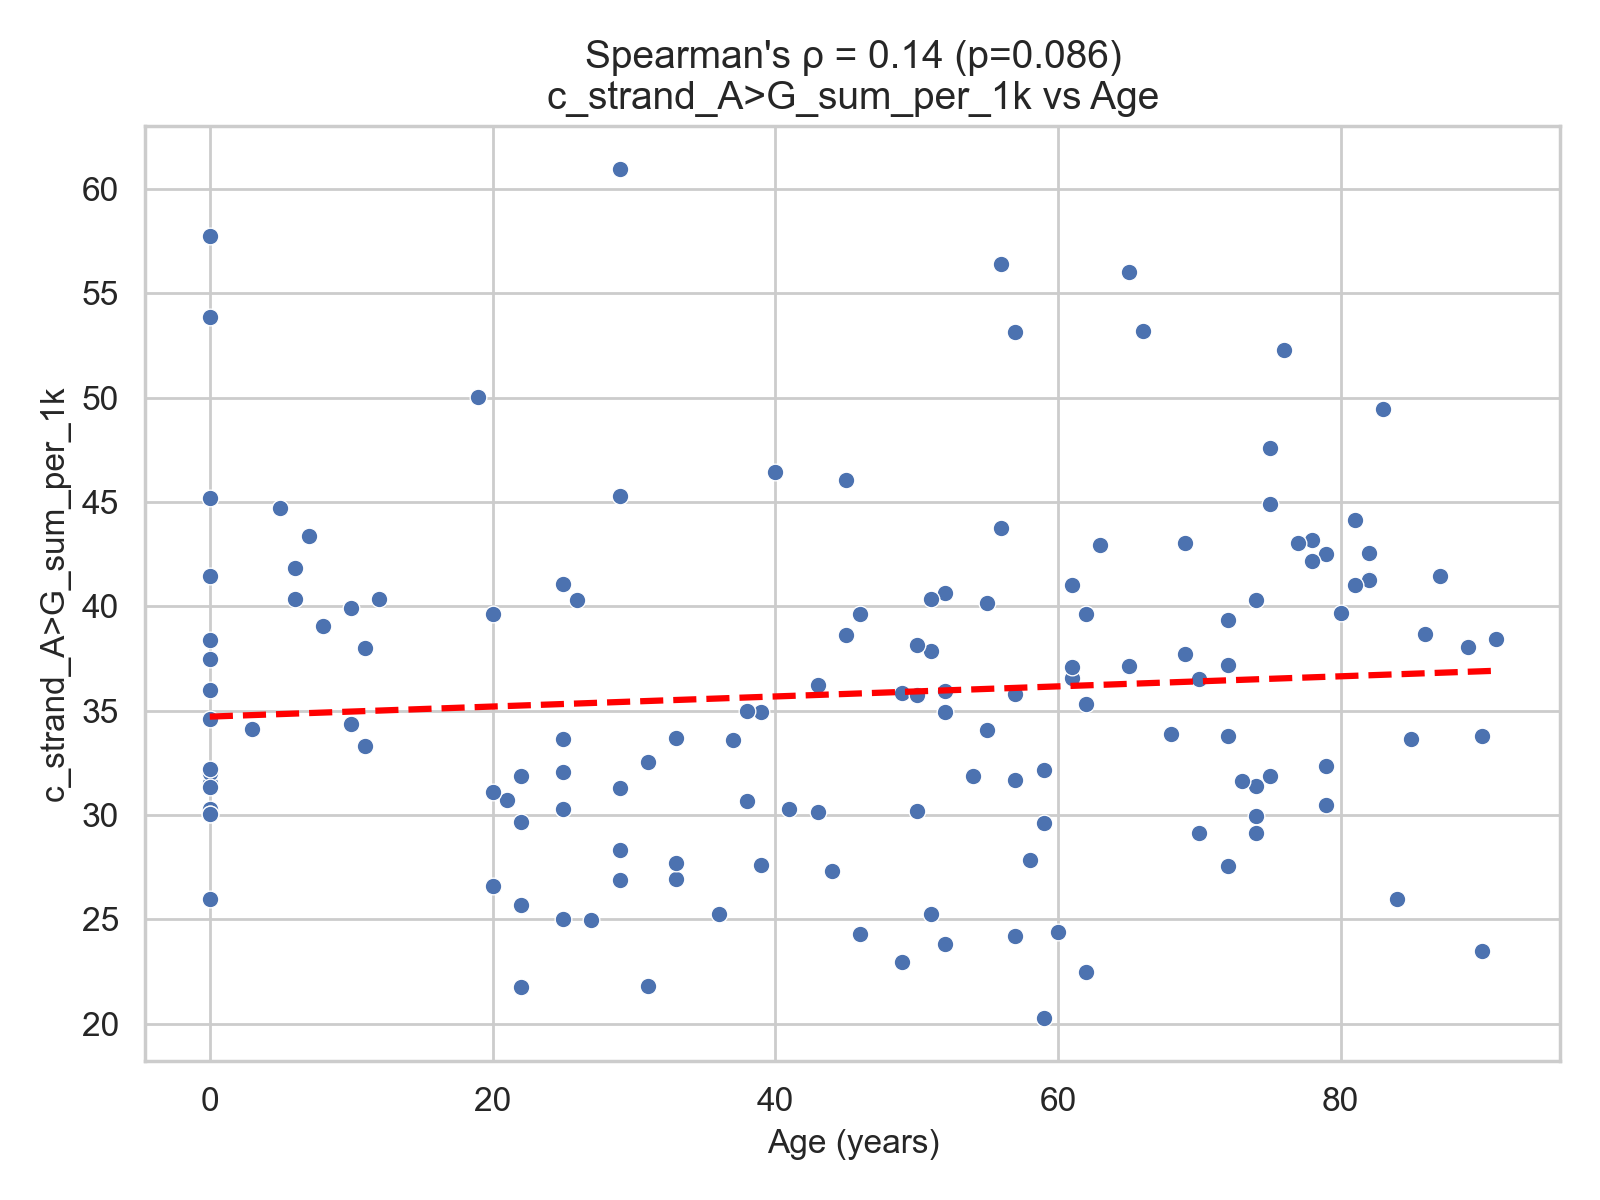 Spearman's ρ = 0.14 (p=0.086)
c_strand_A>G_sum_per_1k vs Age
c_strand_A>G_sum_per_1k
60
55
50
45
40
35
30
25
20
0 20 40 60 80
Age (years)